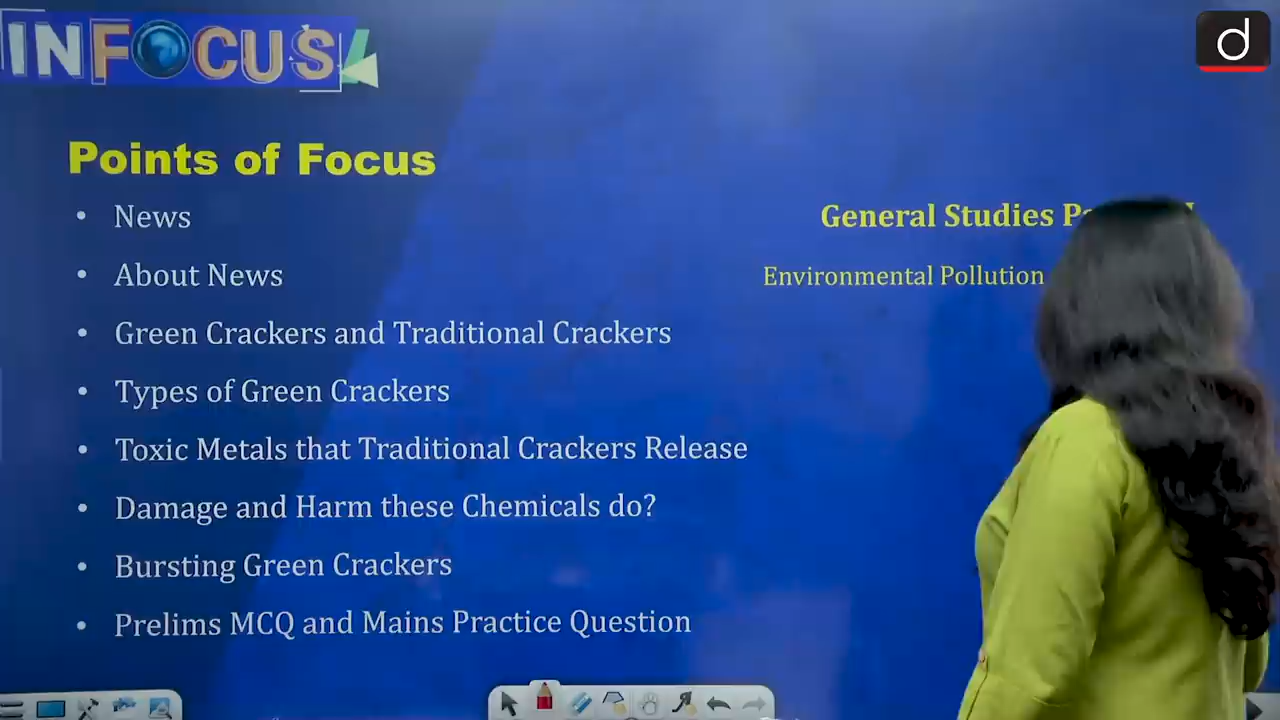 INFOCUS
d
Points of Focus
• News
General Studies
• About News
Environmental Pollution
• Green Crackers and Traditional Crackers
• Types of Green Crackers
• Toxic Metals that Traditional Crackers Release
• Damage and Harm these Chemicals do?
• Bursting Green Crackers
• Prelims MCQ and Mains Practice Question